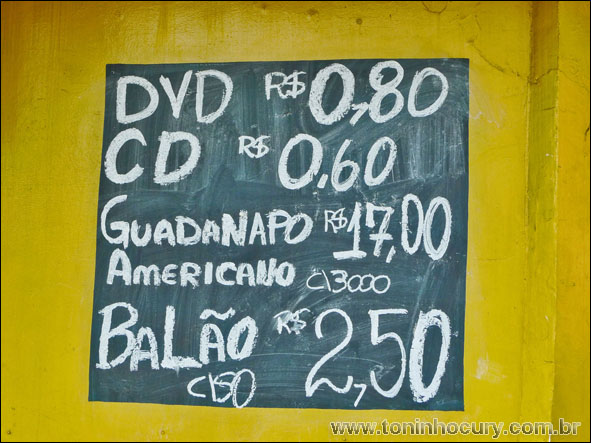 DVD R$ 0,80
CD R$ 0,60
GUADANAPO R$ 17,00
AMERICANO C\3000
BALÃO R$ 2,50
C\50
www.toninhocury.com.br